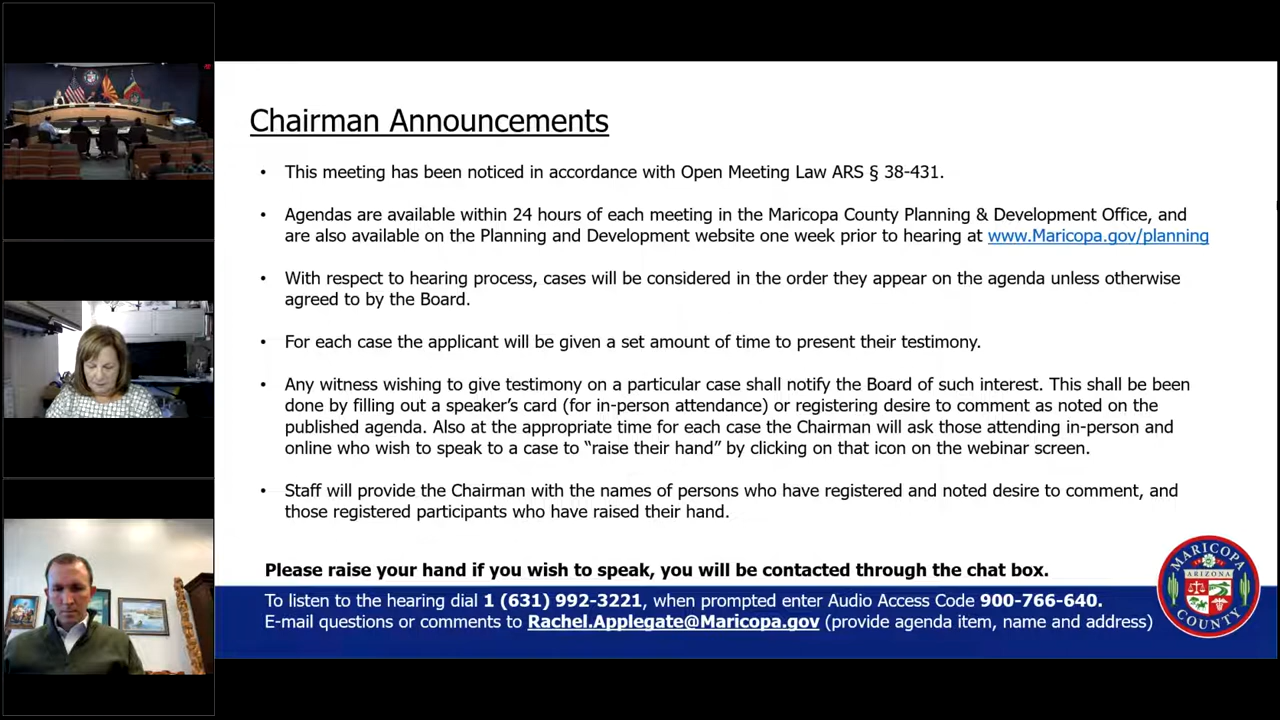 Chairman Announcements
• This meeting has been noticed in accordance with Open Meeting Law ARS § 38-431.
• Agendas are available within 24 hours of each meeting in the Maricopa County Planning & Development Office, and
are also available on the Planning and Development website one week prior to hearing at www.Maricopa.gov/planning
• With respect to hearing process, cases will be considered in the order they appear on the agenda unless otherwise
agreed to by the Board.
• For each case the applicant will be given a set amount of time to present their testimony.
• Any witness wishing to give testimony on a particular case shall notify the Board of such interest. This shall be been
done by filling out a speaker’s card (for in-person attendance) or registering desire to comment as noted on the
published agenda. Also at the appropriate time for each case the Chairman will ask those attending in-person and
online who wish to speak to a case to “raise their hand” by clicking on that icon on the webinar screen.
• Staff will provide the Chairman with the names of persons who have registered and noted desire to comment, and
those registered participants who have raised their hand.
Please raise your hand if you wish to speak, you will be contacted through the chat box.
To listen to the hearing dial 1 (631) 992-3221, when prompted enter Audio Access Code 900-766-640.
E-mail questions or comments to Rachel.Applegate@Maricopa.gov (provide agenda item, name and address)
MARICOPA
ARIZONA
COUNTY